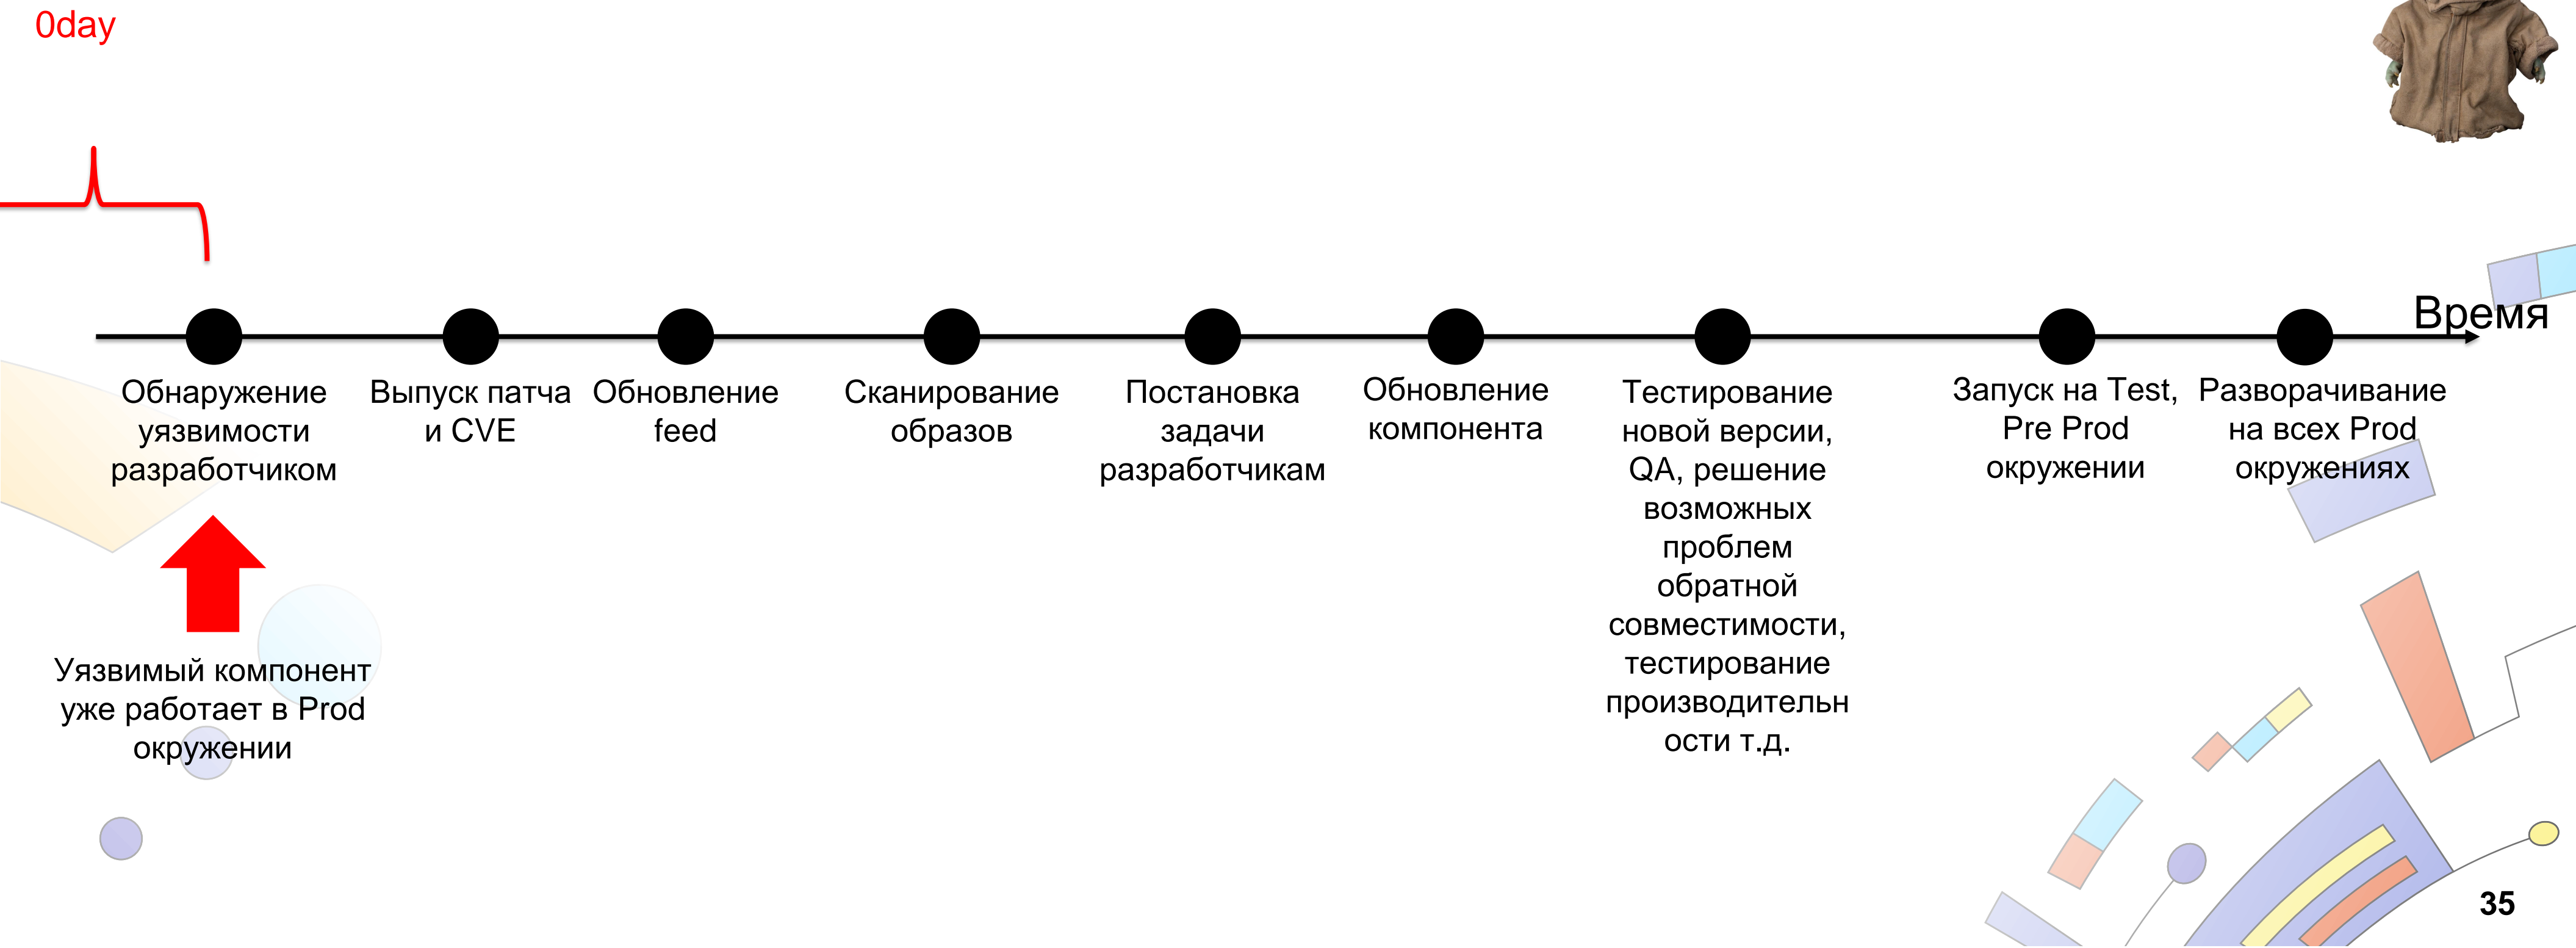 0day
Время
Обнаружение
уязвимости
разработчиком
Выпуск патча
и CVE
Обновление
feed
Сканирование
образов
Постановка
задачи
разработчикам
Обновление
компонента
Тестирование
новой версии,
QA, решение
возможных
проблем
обратной
совместимости,
тестирование
производительн
ости т.д.
Запуск на Test,
Pre Prod
окружении
Разворачивание
на всех Prod
окружениях
Уязвимый компонент
уже работает в Prod
окружении
35